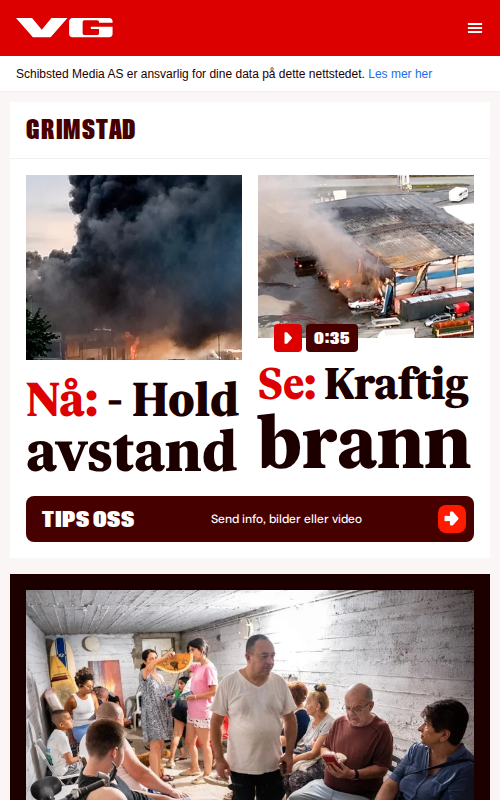 VG
Schibsted Media AS er ansvarlig for dine data på dette nettstedet. Les mer her
GRIMSTAD
Nå: - Hold
avstand
0:35
Se: Kraftig
brann
TIPS OSS
Send info, bilder eller video